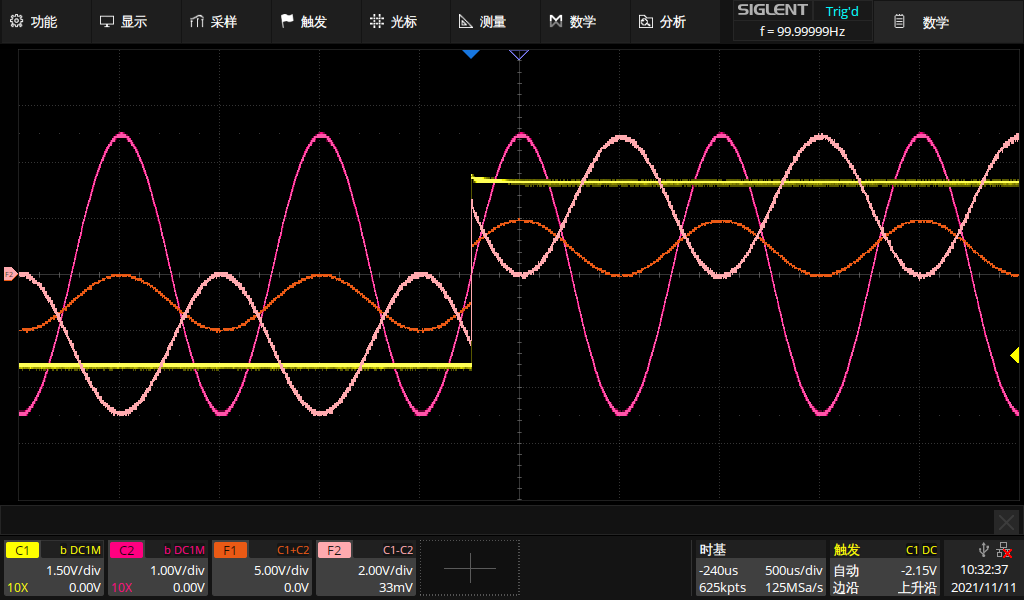 功能 显示 采样 触发 光标 测量 数学 分析 SIGLENT Trig'd 数学
f = 99.99999Hz
F2
C1 b DC1M C2 b DC1M F1 C1+C2 F2 C1-C2 时基 触发 C1 DC
1.50V/div 1.00V/div 5.00V/div 2.00V/div -240us 500us/div 自动 -2.15V 10:32:37
10X 0.00V 10X 0.00V 0.0V 33mV 625kpts 125MSa/s 边沿 上升沿 2021/11/11